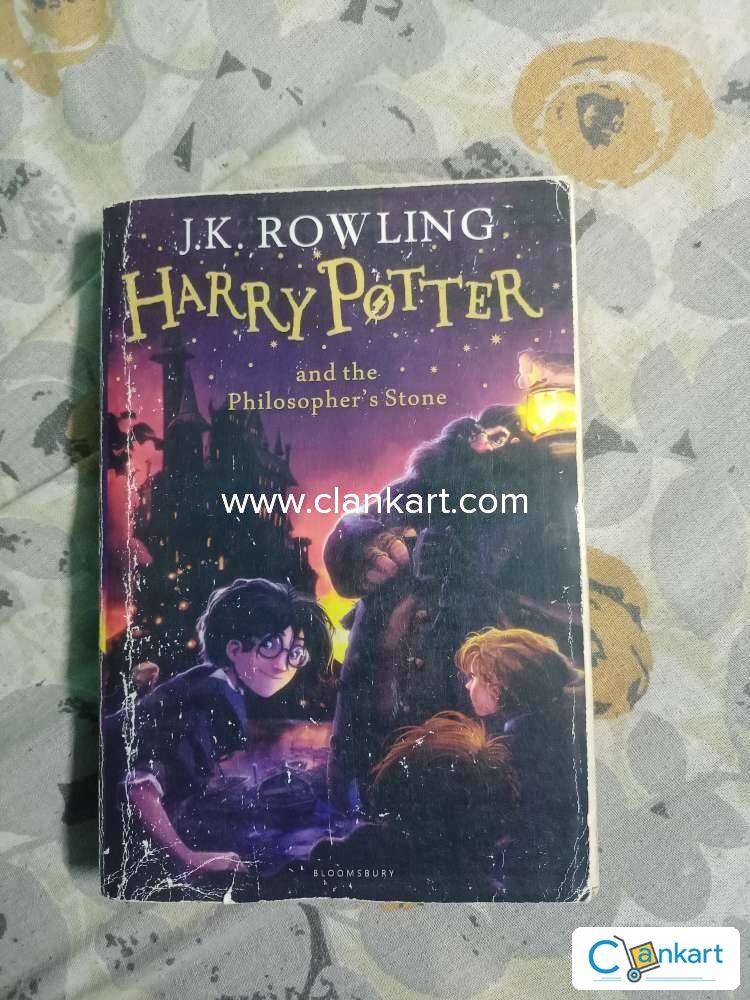 J.K. ROWLING
HARRY POTTER
and the
Philosopher's Stone
www.clankart.com
BLOOMSBURY
Clankart